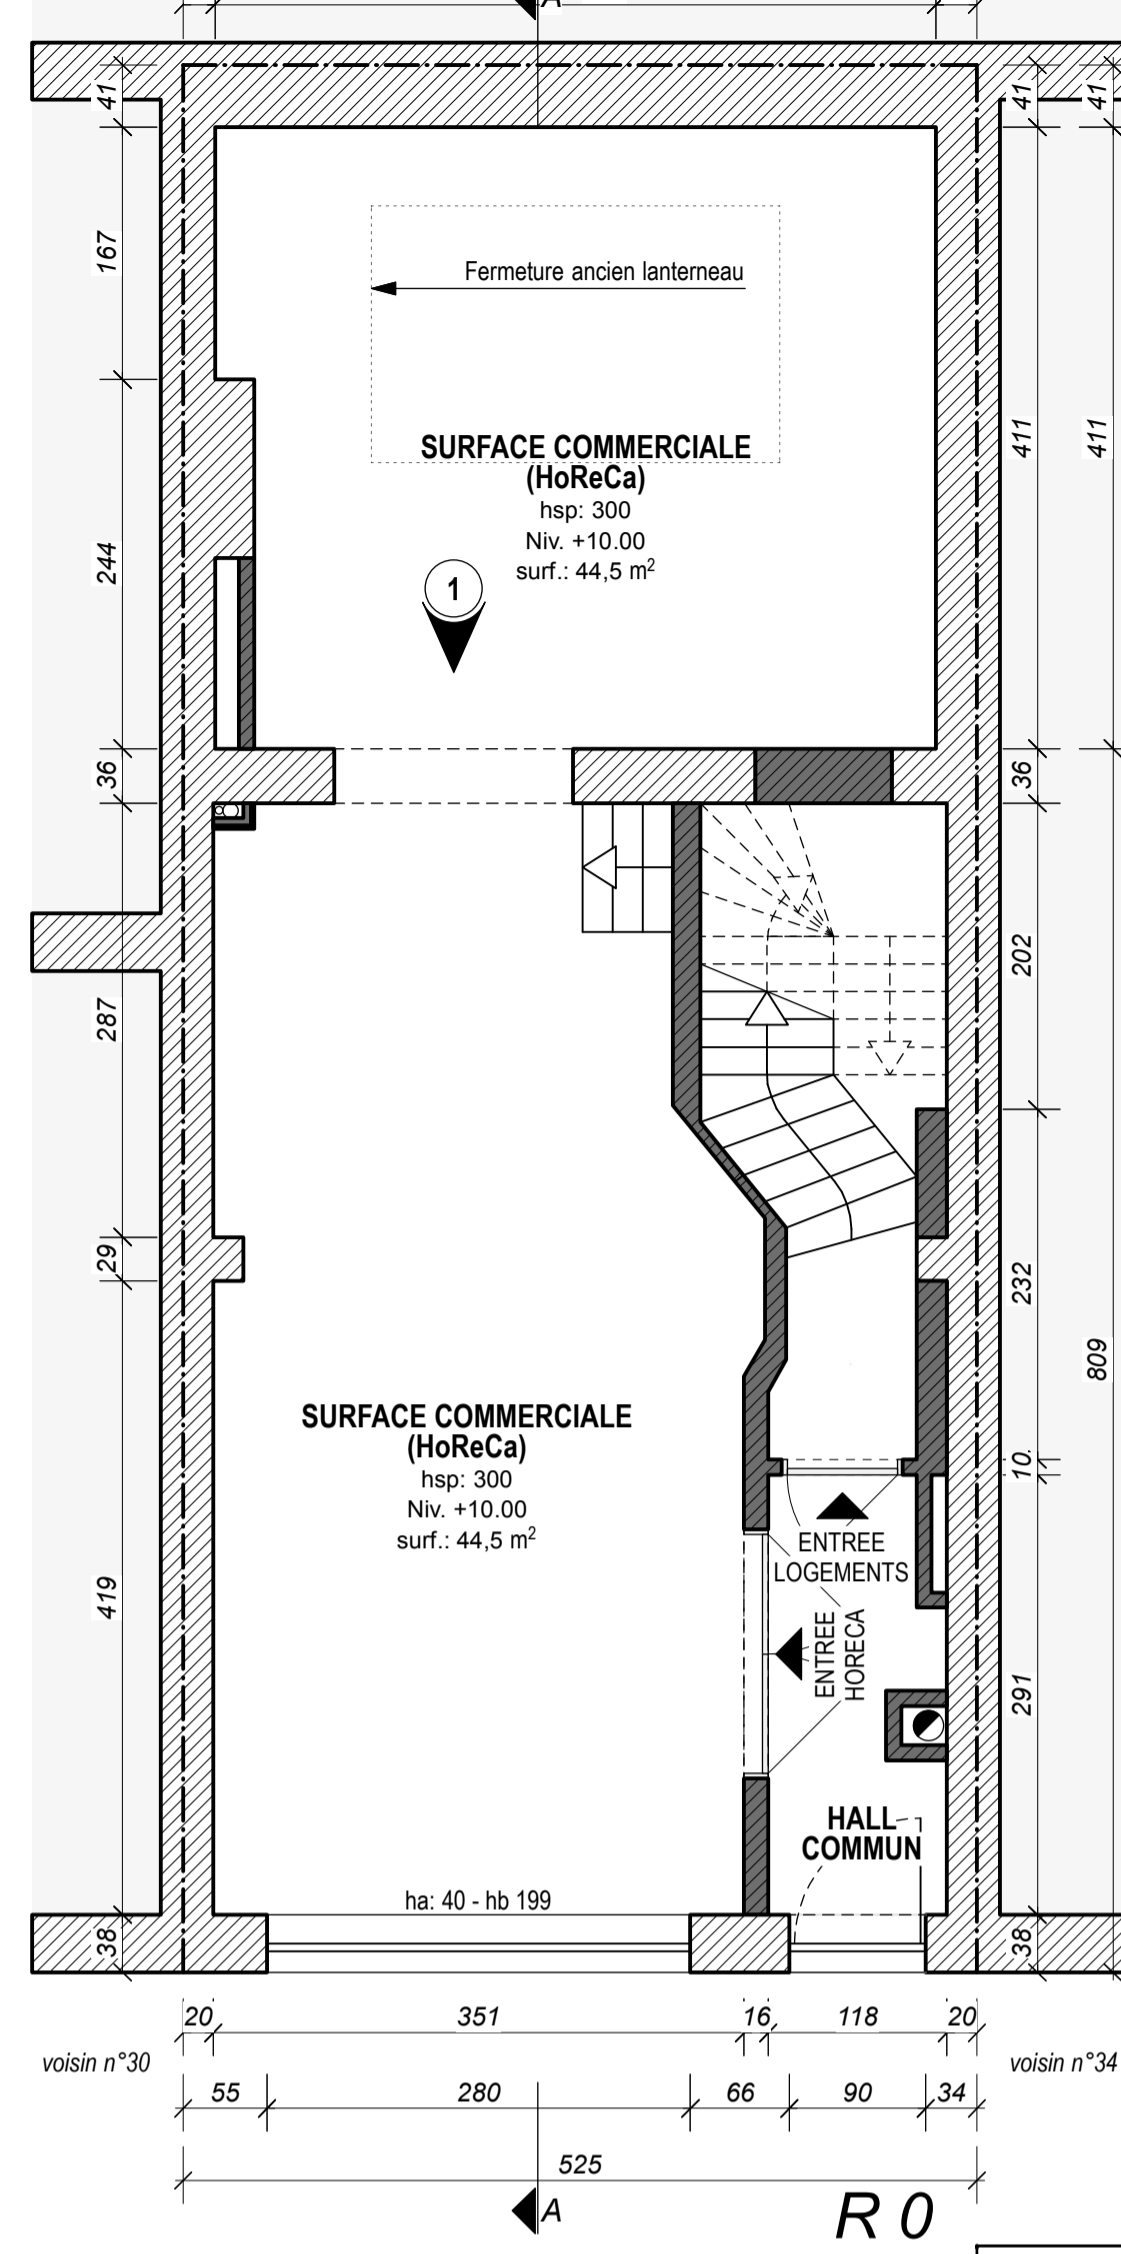 A
41
41
41
167
Fermeture ancien lanterneau
411
411
SURFACE COMMERCIALE
(HoReCa)
hsp: 300
Niv. +10.00
surf.: 44,5 m²
244
1
36
36
202
287
29
232
809
SURFACE COMMERCIALE
(HoReCa)
hsp: 300
Niv. +10.00
surf.: 44,5 m²
10
ENTREE
LOGEMENTS
419
ENTREE
HORECA
291
HALL
COMMUN
ha: 40 - hb 199
38
38
20
351
16
118
20
voisin n°30
voisin n°34
55
280
66
90
34
525
A
R 0